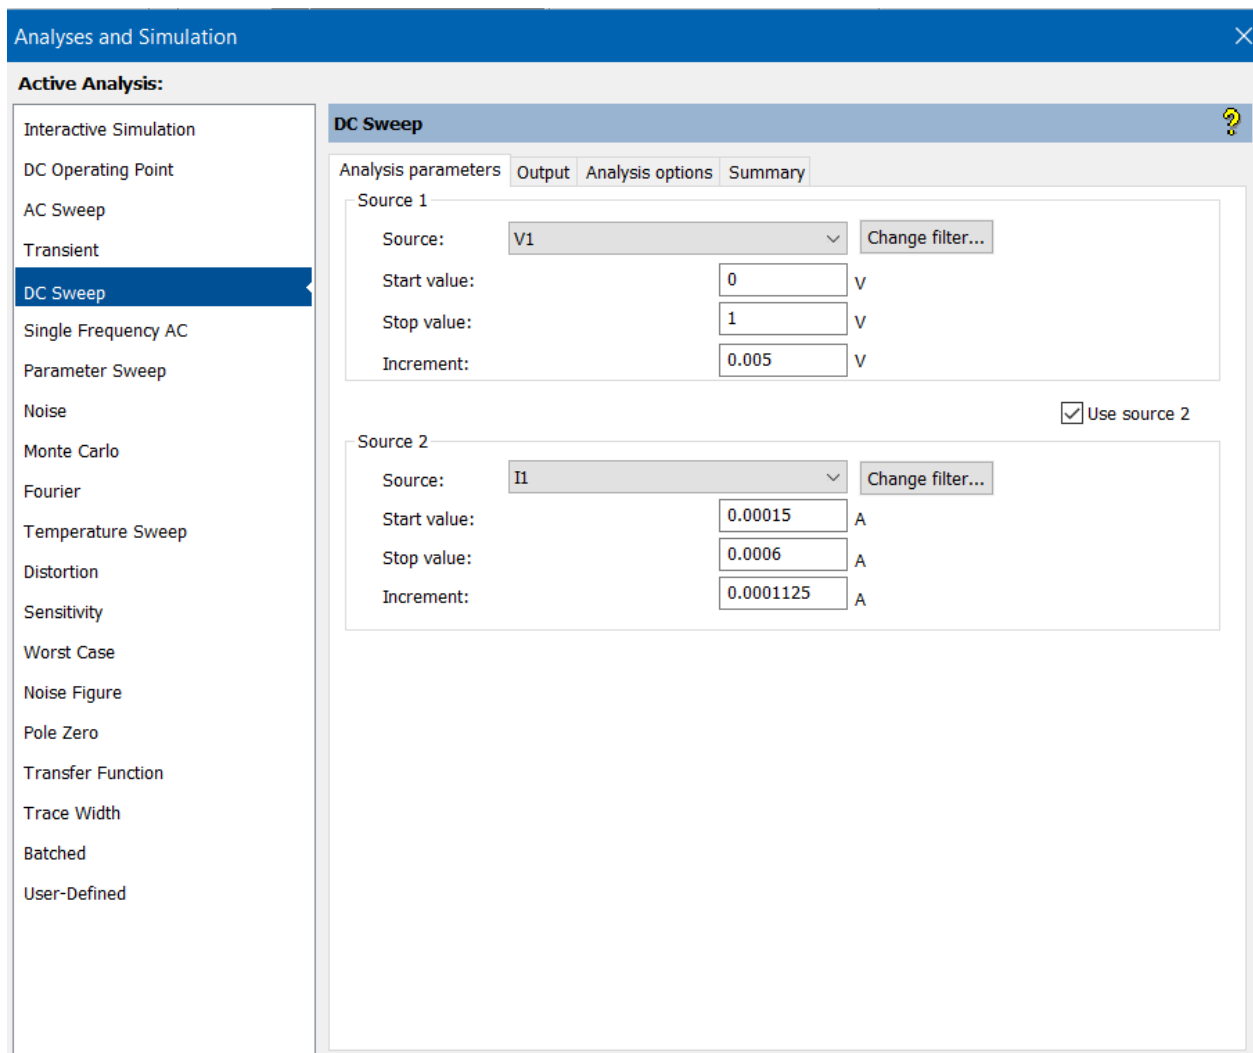 Analyses and Simulation
Active Analysis:
Interactive Simulation
DC Operating Point
AC Sweep
Transient
DC Sweep
Single Frequency AC
Parameter Sweep
Noise
Monte Carlo
Fourier
Temperature Sweep
Distortion
Sensitivity
Worst Case
Noise Figure
Pole Zero
Transfer Function
Trace Width
Batched
User-Defined
DC Sweep
Analysis parameters Output Analysis options Summary
Source 1
Source: V1 Change filter...
Start value: 0 V
Stop value: 1 V
Increment: 0.005 V
Use source 2
Source 2
Source: I1 Change filter...
Start value: 0.00015 A
Stop value: 0.0006 A
Increment: 0.0001125 A